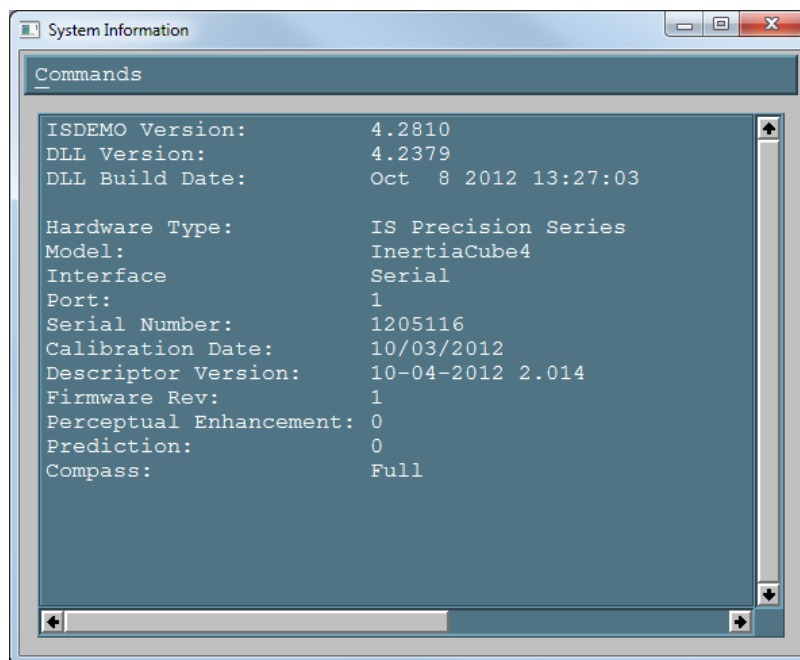 System Information
Commands
ISDEMO Version: 4.2810
DLL Version: 4.2379
DLL Build Date: Oct  8 2012 13:27:03
Hardware Type: IS Precision Series
Model: InertiaCube4
Interface Serial
Port: 1
Serial Number: 1205116
Calibration Date: 10/03/2012
Descriptor Version: 10-04-2012 2.014
Firmware Rev: 1
Perceptual Enhancement: 0
Prediction: 0
Compass: Full